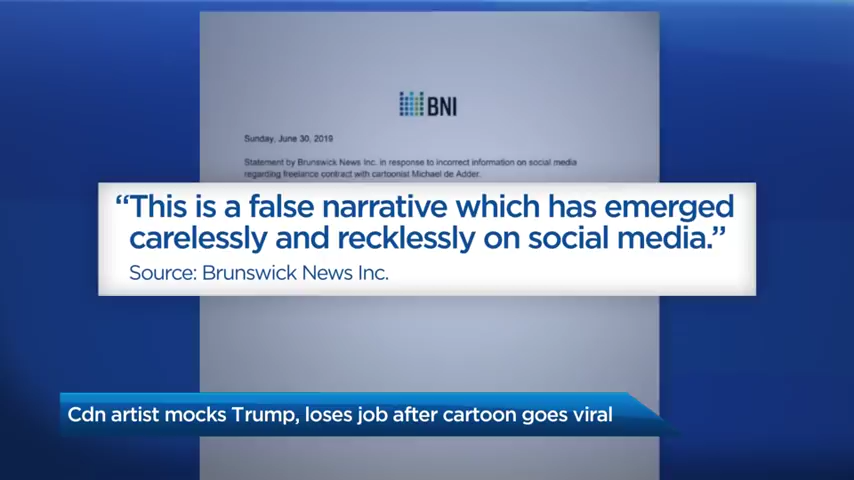 BNI
Sunday, June 30, 2019
Statement by Brunswick News Inc. in response to incorrect information on social media
regarding freelance contract with cartoonist Michael de Adder.
“This is a false narrative which has emerged
carelessly and recklessly on social media.”
Source: Brunswick News Inc.
Cdn artist mocks Trump, loses job after cartoon goes viral